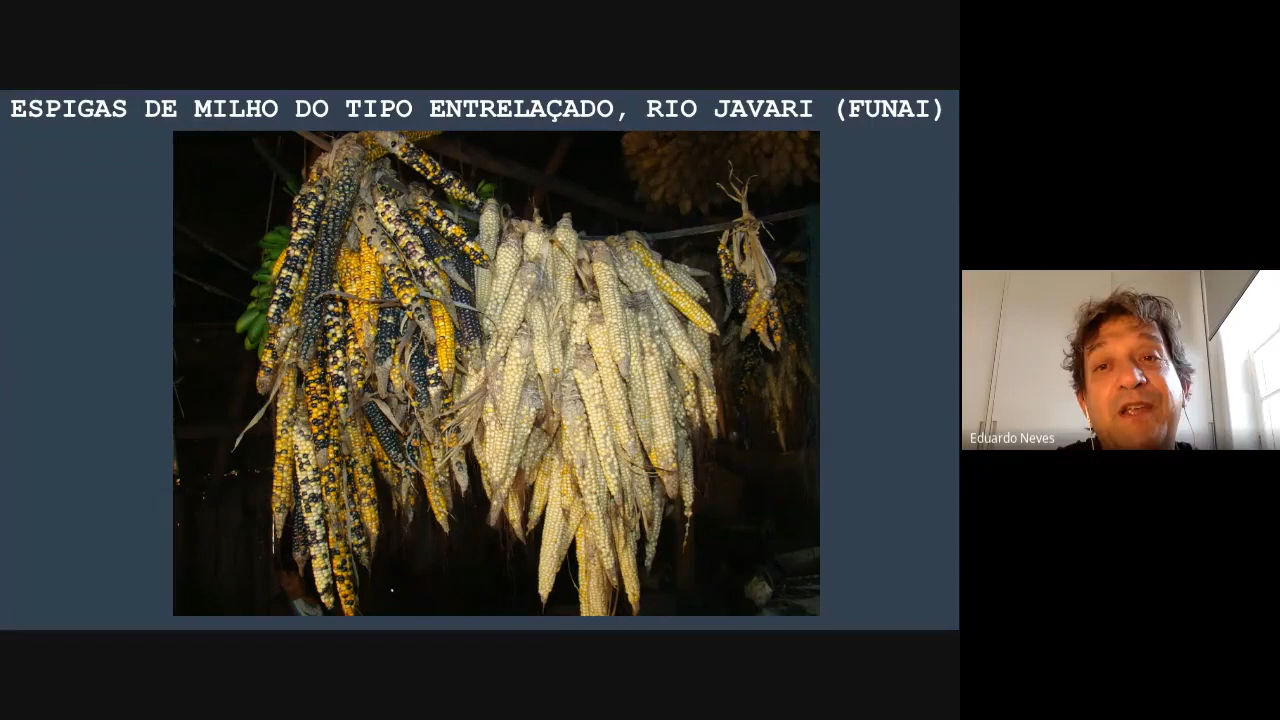 ESPIGAS DE MILHO DO TIPO ENTRELAÇADO, RIO JAVARI (FUNAI)
Eduardo Neves